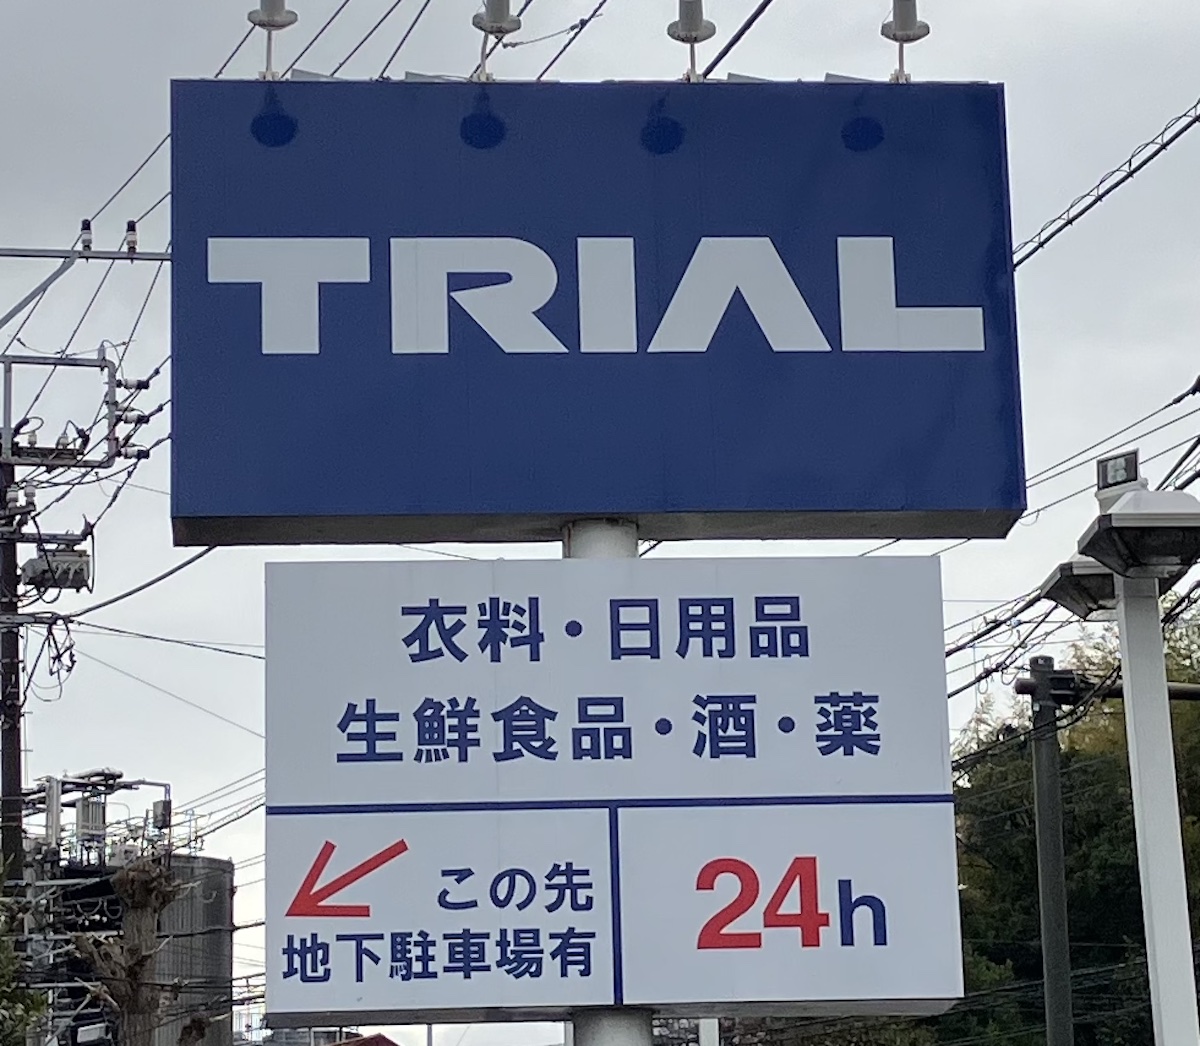 TRIAL
衣料・日用品
生鮮食品・酒・薬
この先
地下駐車場有
24h